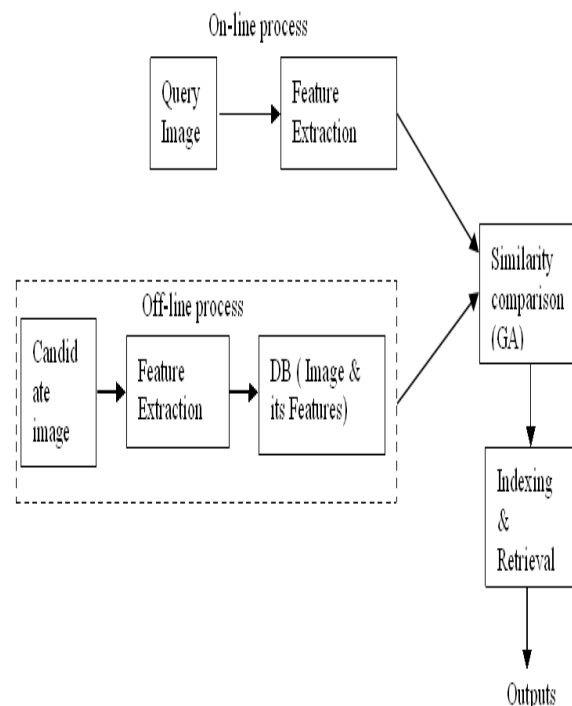 On-line process
Query
Image
Feature
Extraction
Similarity
comparison
(GA)
Off-line process
Candid
ate
image
Feature
Extraction
DB ( Image &
its Features)
Indexing
&
Retrieval
Outputs